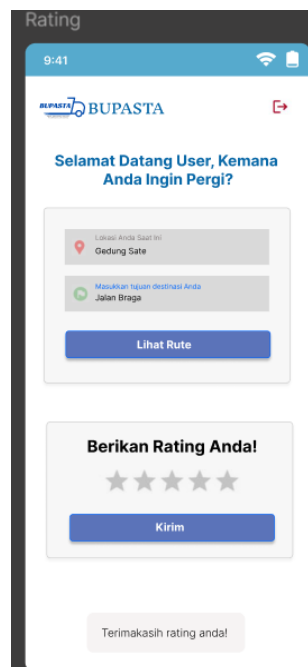 Rating
9:41
BUPASTA BUPASTA
Selamat Datang User, Kemana
Anda Ingin Pergi?
Lokasi Anda Saat Ini
Gedung Sate
Masukkan tujuan destinasi Anda
Jalan Braga
Lihat Rute
Berikan Rating Anda!
Kirim
Terimakasih rating anda!